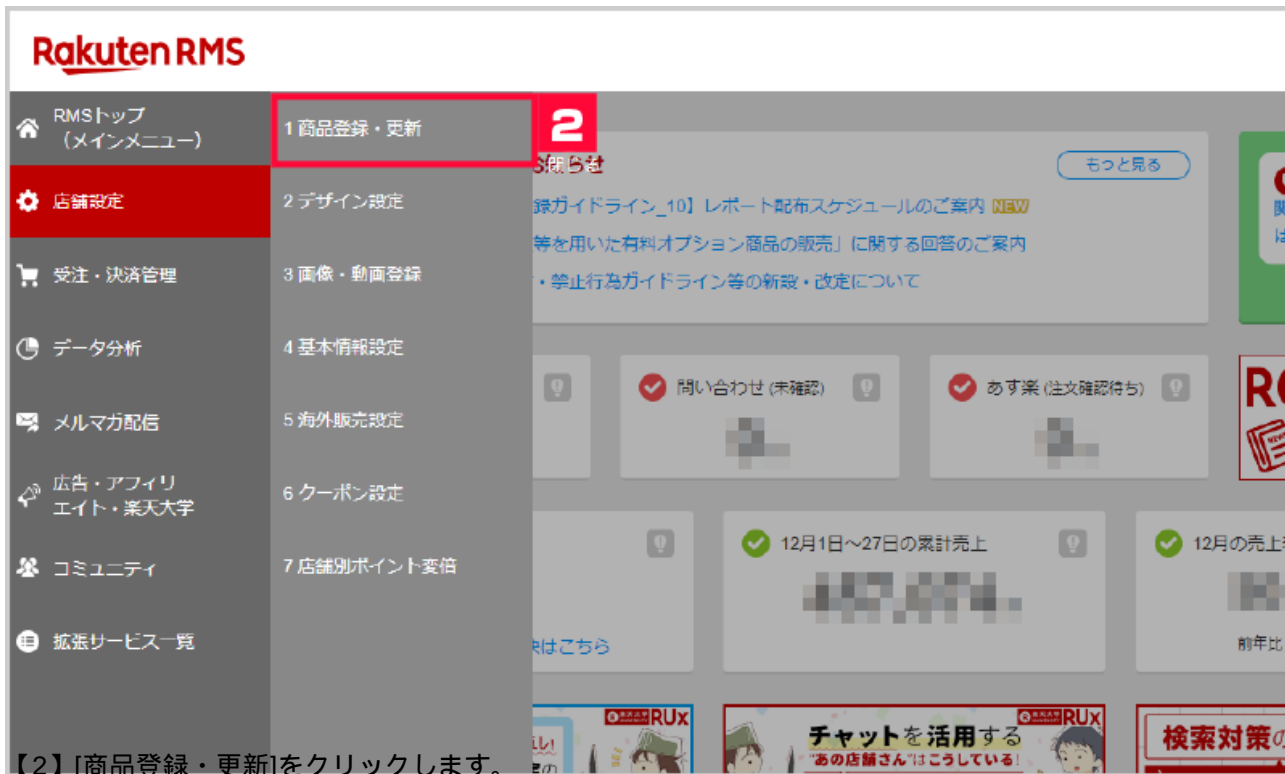 Rakuten RMS
RMSトップ
（メインメニュー）
店舗設定
受注・決済管理
データ分析
メルマガ配信
広告・アフィリ
エイト・楽天大学
コミュニティ
拡張サービス一覧
1 商品登録・更新
2
2 デザイン設定
3 画像・動画登録
4 基本情報設定
5 海外販売設定
6 クーポン設定
7 店舗別ポイント変倍
もっと見る
録ガイドライン_10】レポート配布スケジュールのご案内 NEW
等を用いた有料オプション商品の販売」に関する回答のご案内
・禁止行為ガイドライン等の新設・改定について
問い合わせ (未確認)
あす楽 (注文確認待ち)
12月1日～27日の累計売上
12月の売上
はこちら
前年比
RUx
チャットを活用する
"あの店舗さん"はこうしている!
RUx
検索対策の
【2】[商品登録・更新]をクリックします。